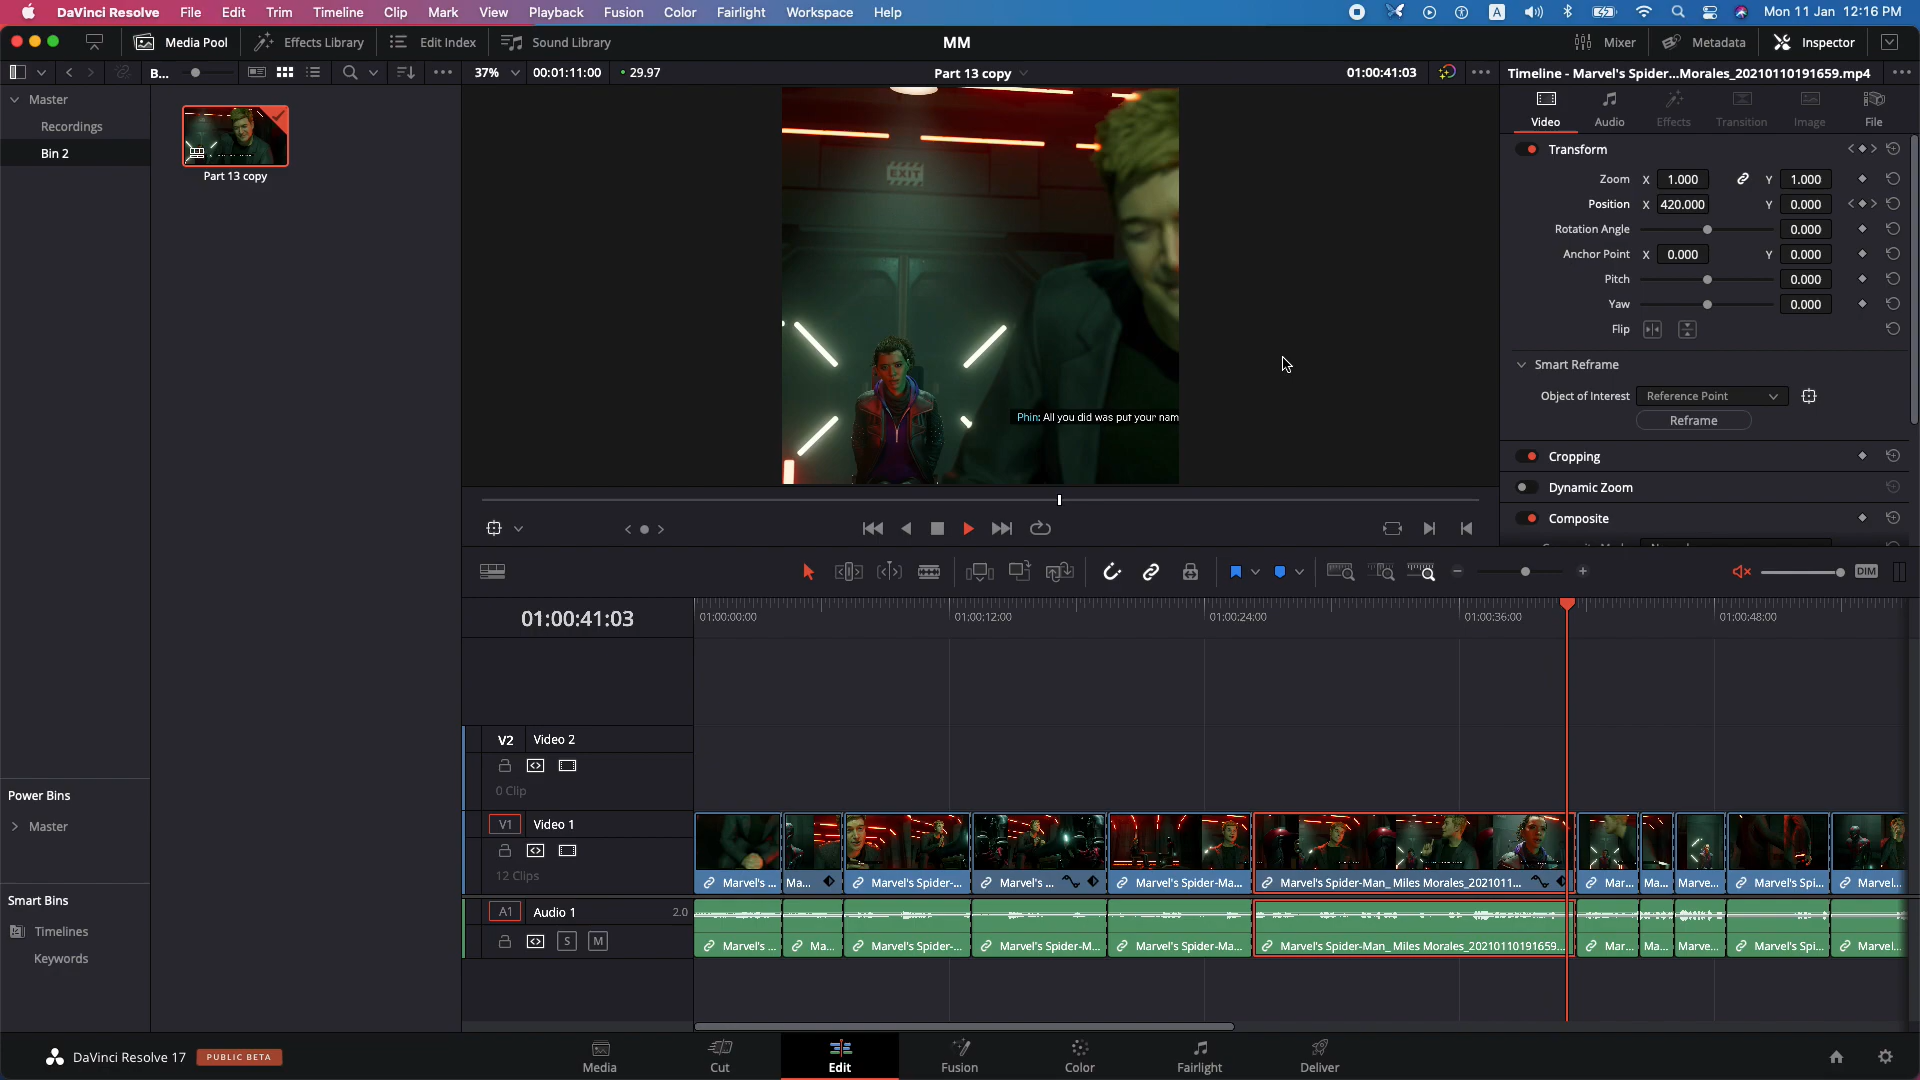 DaVinci Resolve File Edit Trim Timeline Clip Mark View Playback Fusion Color Fairlight Workspace Help A Mon 11 Jan 12:16 PM
Media Pool Effects Library Edit Index Sound Library MM Mixer Metadata Inspector
B... 37% 00:01:11:00 29.97 Part 13 copy 01:00:41:03 Timeline - Marvel's Spider...Morales_20210110191659.mp4
Master
Recordings
Bin 2
Part 13 copy
EXIT
Phin: All you did was put your nam
Video Audio Effects Transition Image File
Transform
Zoom X 1.000 Y 1.000
Position X 420.000 Y 0.000
Rotation Angle 0.000
Anchor Point X 0.000 Y 0.000
Pitch 0.000
Yaw 0.000
Flip
Smart Reframe
Object of Interest Reference Point
Reframe
Cropping
Dynamic Zoom
Composite
DIM
01:00:41:03 01:00:00:00 01:00:12:00 01:00:24:00 01:00:36:00 01:00:48:00
V2 Video 2
0 Clip
V1 Video 1
12 Clips
Marvel's ... Ma... Marvel's Spider-... Marvel's ... Marvel's Spider-Ma... Marvel's Spider-Man_ Miles Morales_2021011... Mar... Ma... Marve... Marvel's Spi... Marvel...
A1 Audio 1 2.0
S M
Marvel's ... Ma... Marvel's Spider-... Marvel's Spider-M... Marvel's Spider-Ma... Marvel's Spider-Man_ Miles Morales_20210110191659... Mar... Ma... Marve... Marvel's Spi... Marvel...
Power Bins
Master
Smart Bins
Timelines
Keywords
DaVinci Resolve 17 PUBLIC BETA
Media Cut Edit Fusion Color Fairlight Deliver